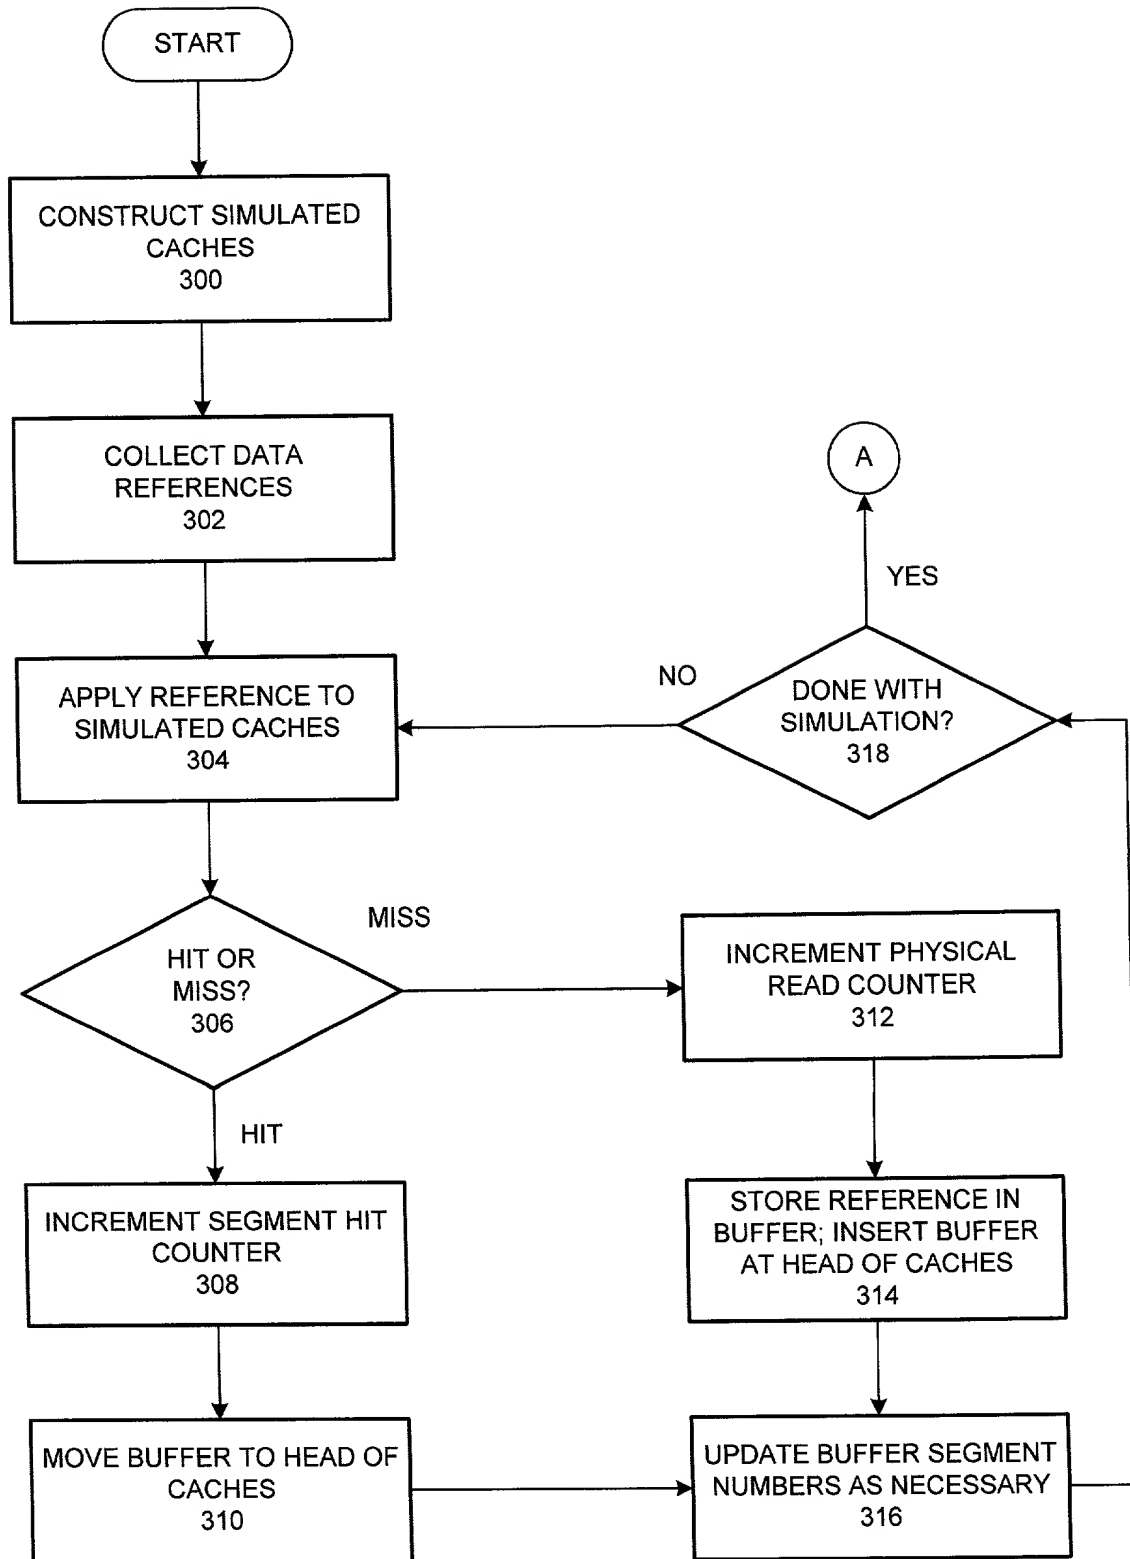 START
CONSTRUCT SIMULATED
CACHES
300
COLLECT DATA
REFERENCES
302
A
YES
APPLY REFERENCE TO
SIMULATED CACHES
304
NO
DONE WITH
SIMULATION?
318
HIT OR
MISS?
306
MISS
INCREMENT PHYSICAL
READ COUNTER
312
HIT
INCREMENT SEGMENT HIT
COUNTER
308
STORE REFERENCE IN
BUFFER; INSERT BUFFER
AT HEAD OF CACHES
314
MOVE BUFFER TO HEAD OF
CACHES
310
UPDATE BUFFER SEGMENT
NUMBERS AS NECESSARY
316